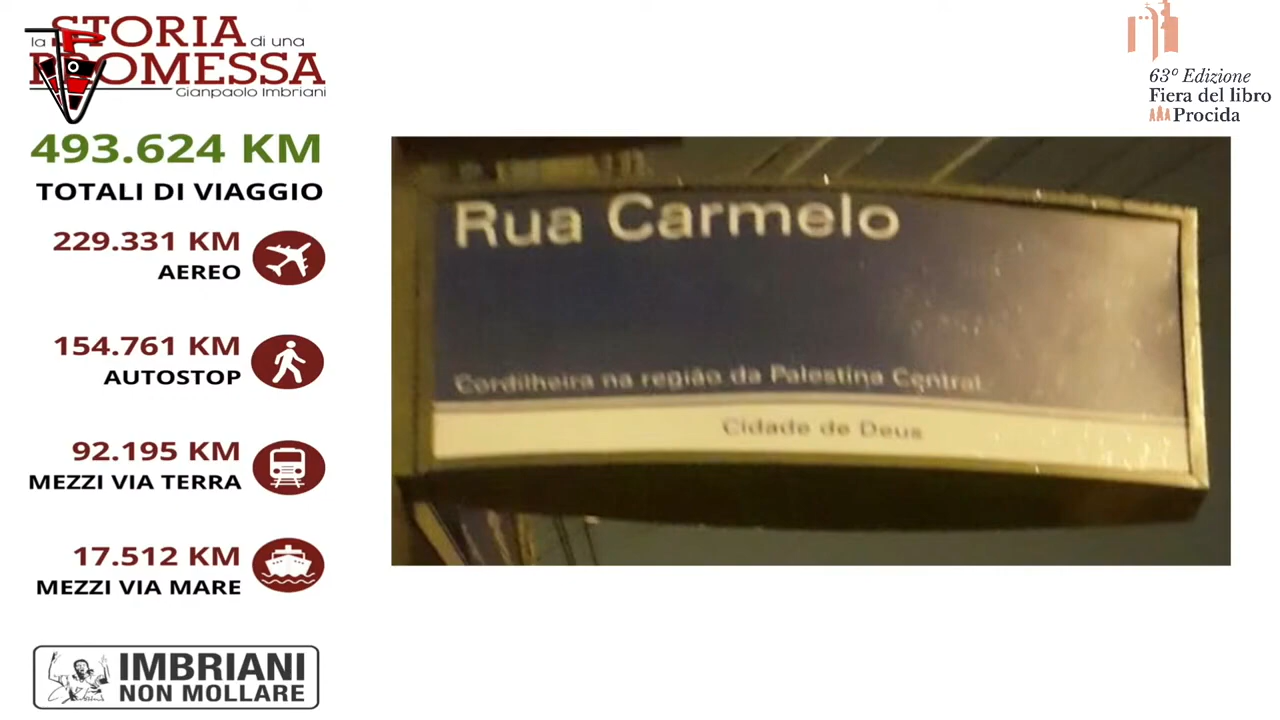 la STORIA di una
PROMESSA
Gianpaolo Imbriani
493.624 KM
TOTALI DI VIAGGIO
229.331 KM
AEREO
154.761 KM
AUTOSTOP
92.195 KM
MEZZI VIA TERRA
17.512 KM
MEZZI VIA MARE
IMBRIANI
NON MOLLARE
63º Edizione
Fiera del libro
Procida
Rua Carmelo
Cordilheira na região da Palestina Central
Cidade de Deus